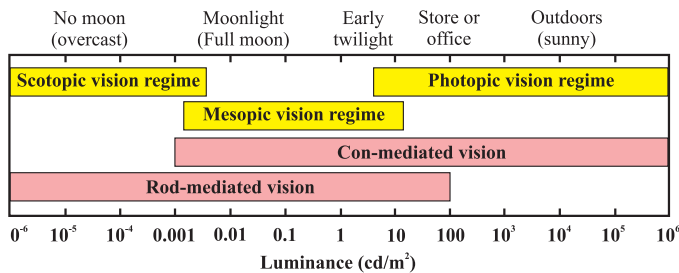 No moon Moonlight Early Store or Outdoors
(overcast) (Full moon) twilight office (sunny)
Scotopic vision regime Photopic vision regime
Mesopic vision regime
Con-mediated vision
Rod-mediated vision
0⁻⁶ 10⁻⁵ 10⁻⁴ 0.001 0.01 0.1 1 10 100 10³ 10⁴ 10⁵ 10⁶
Luminance (cd/m²)